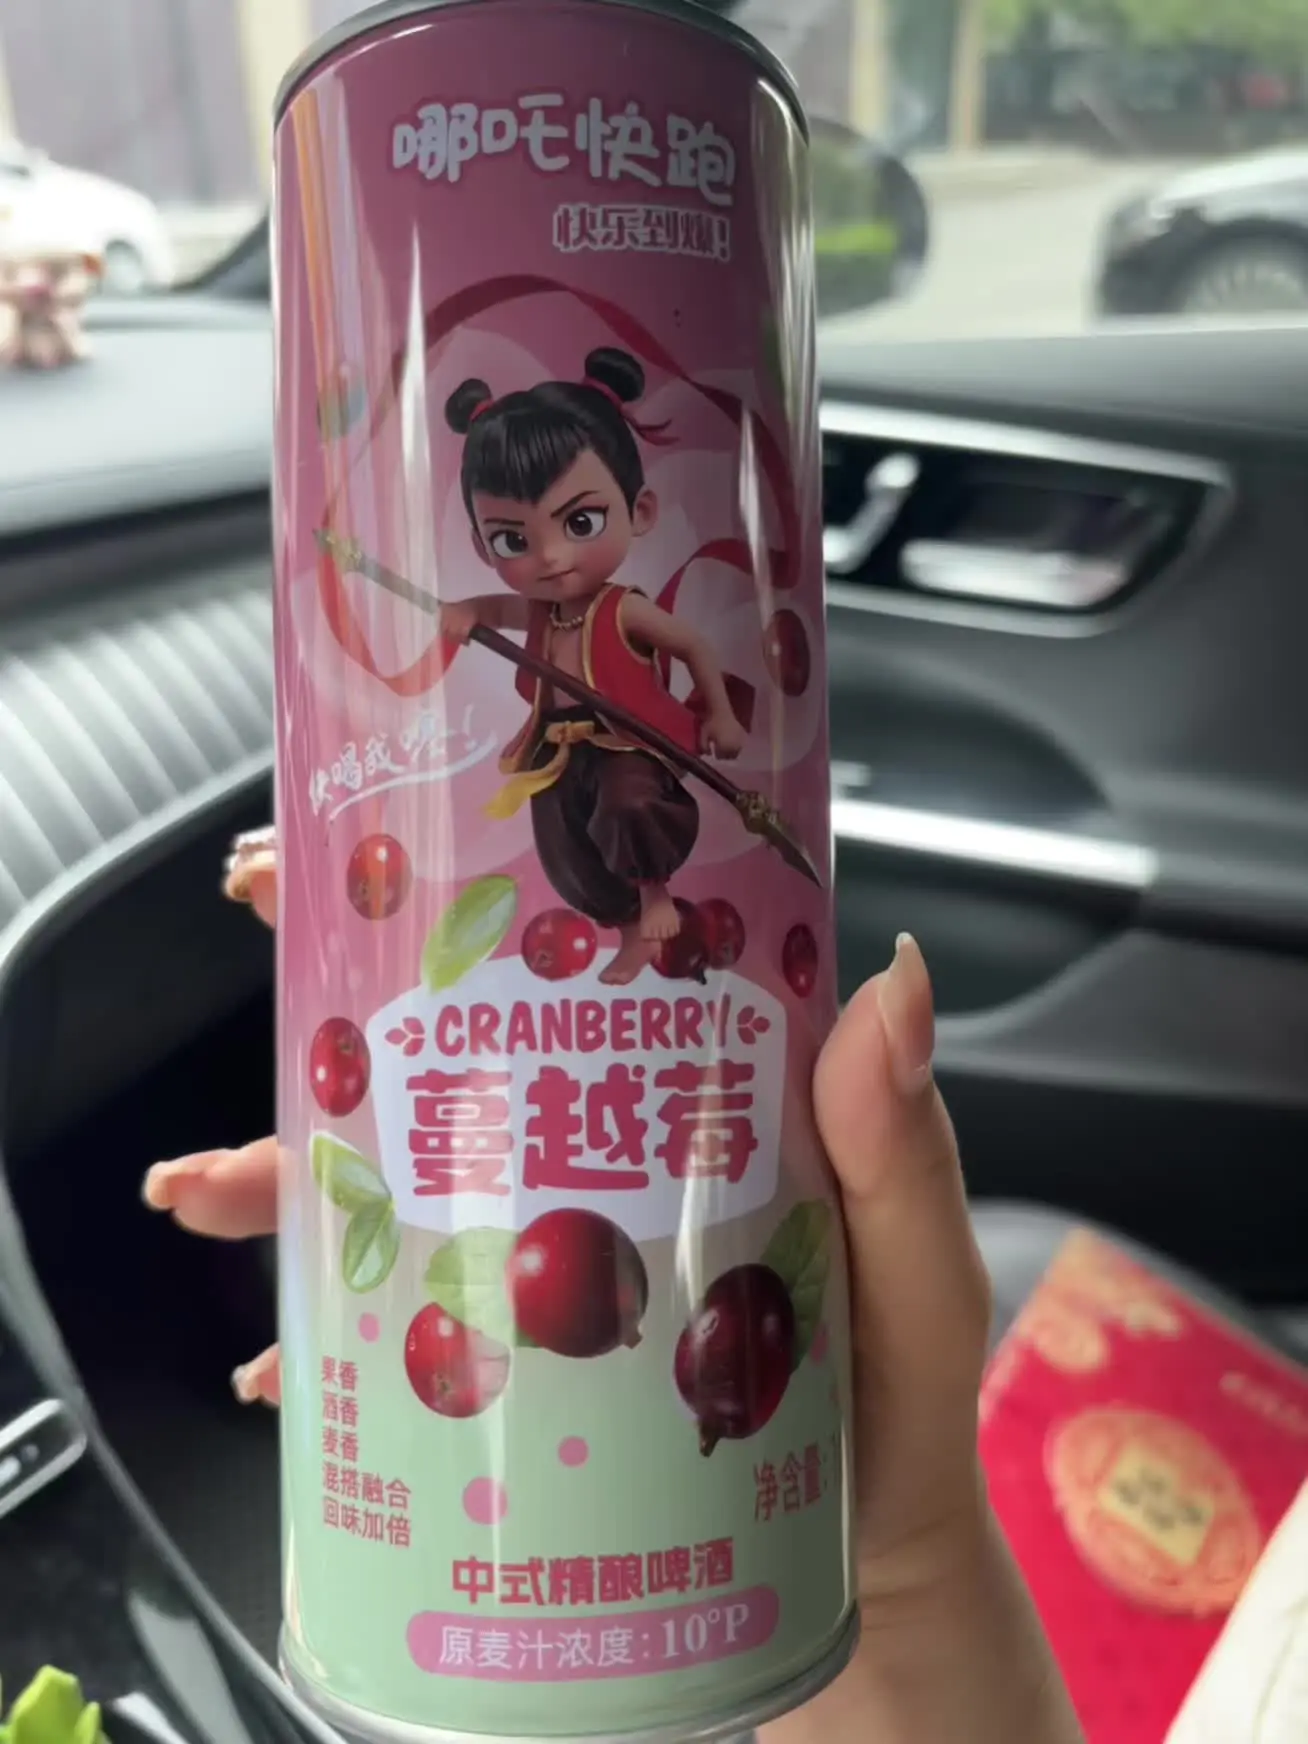 哪吒快跑
快乐到爆!
快喝我喔!
CRANBERRY
蔓越莓
果香
酒香
麦香
混搭融合
回味加倍
净含量:
中式精酿啤酒
原麦汁浓度:10°P